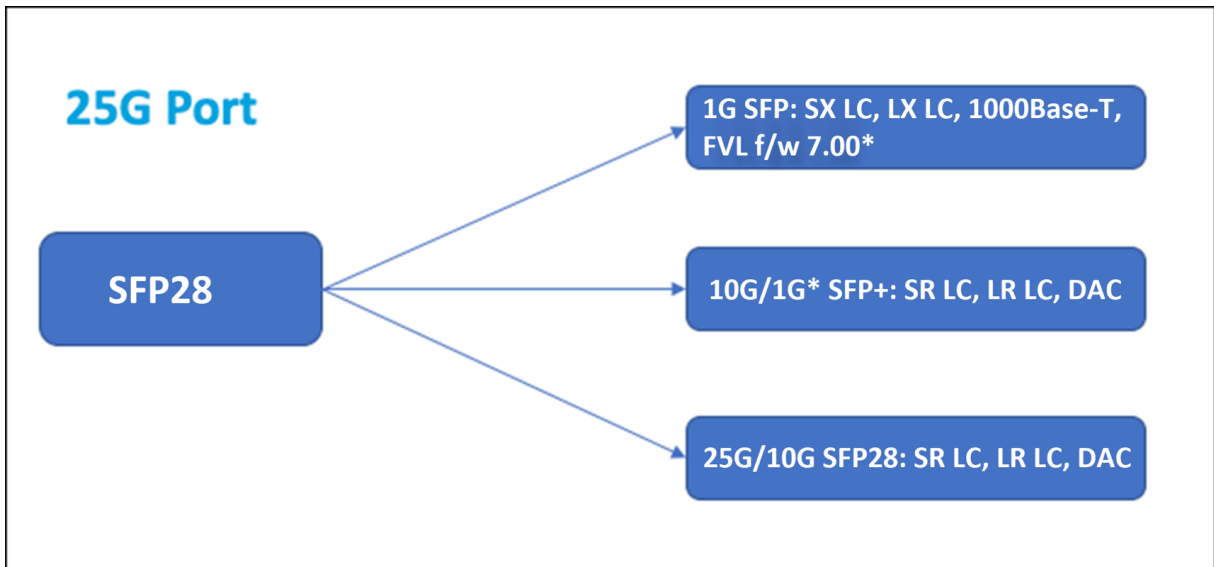 25G Port
1G SFP: SX LC, LX LC, 1000Base-T,
FVL f/w 7.00*
SFP28
10G/1G* SFP+: SR LC, LR LC, DAC
25G/10G SFP28: SR LC, LR LC, DAC